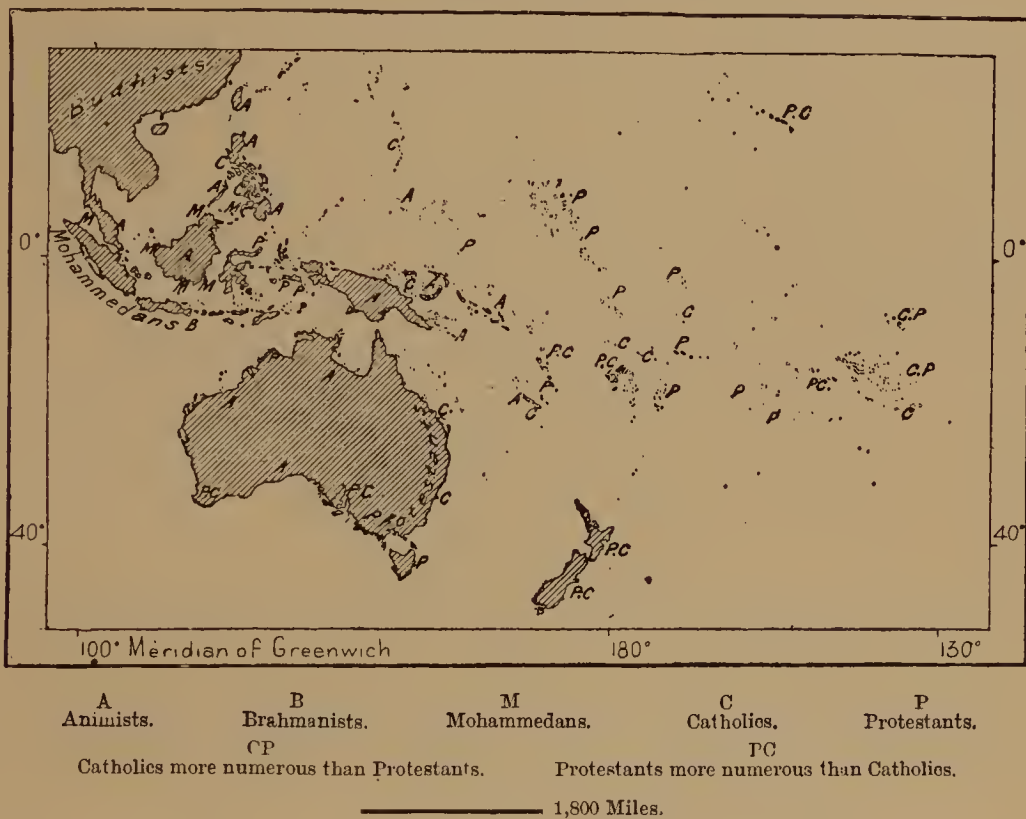 Budhists
A
P.C
A
C
C
A
P
M
A
M
A
M
A
P
0°
M
A
P
P
0°
Mohammedans B
M
M
P
A
C
A
A
P
C
C.P
P.C
C
P
A
P.C
C
P.C
C.P
A
P
P
P
P
C
A
C
C
A
P.C
C
P.C
P
40°
P
P.C
40°
P.C
100° Meridian of Greenwich
180°
130°
A
B
M
C
P
Animists.
Brahmanists.
Mohammedans.
Catholics.
Protestants.
CP
PC
Catholics more numerous than Protestants.
Protestants more numerous than Catholics.
1,800 Miles.